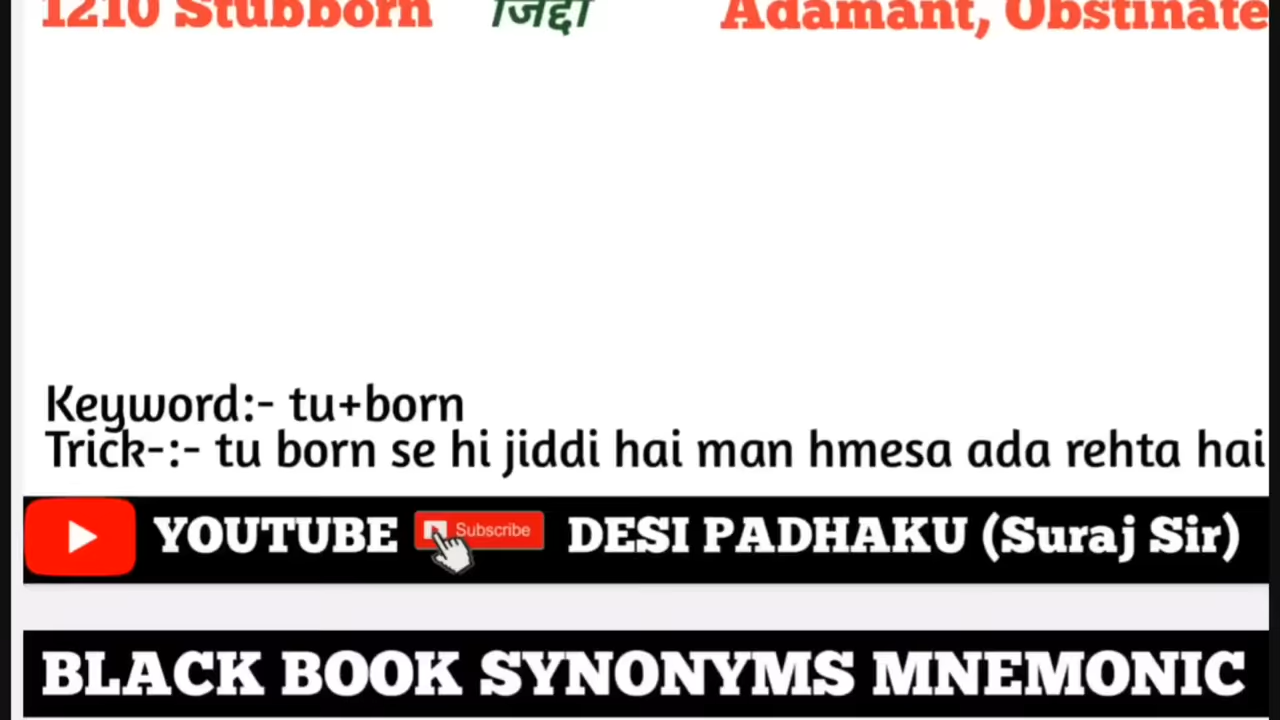 1210 Stubborn जिद्दी Adamant, Obstinate
Keyword:- tu+born
Trick-:- tu born se hi jiddi hai man hmesa ada rehta hai
YOUTUBE Subscribe DESI PADHAKU (Suraj Sir)
BLACK BOOK SYNONYMS MNEMONIC